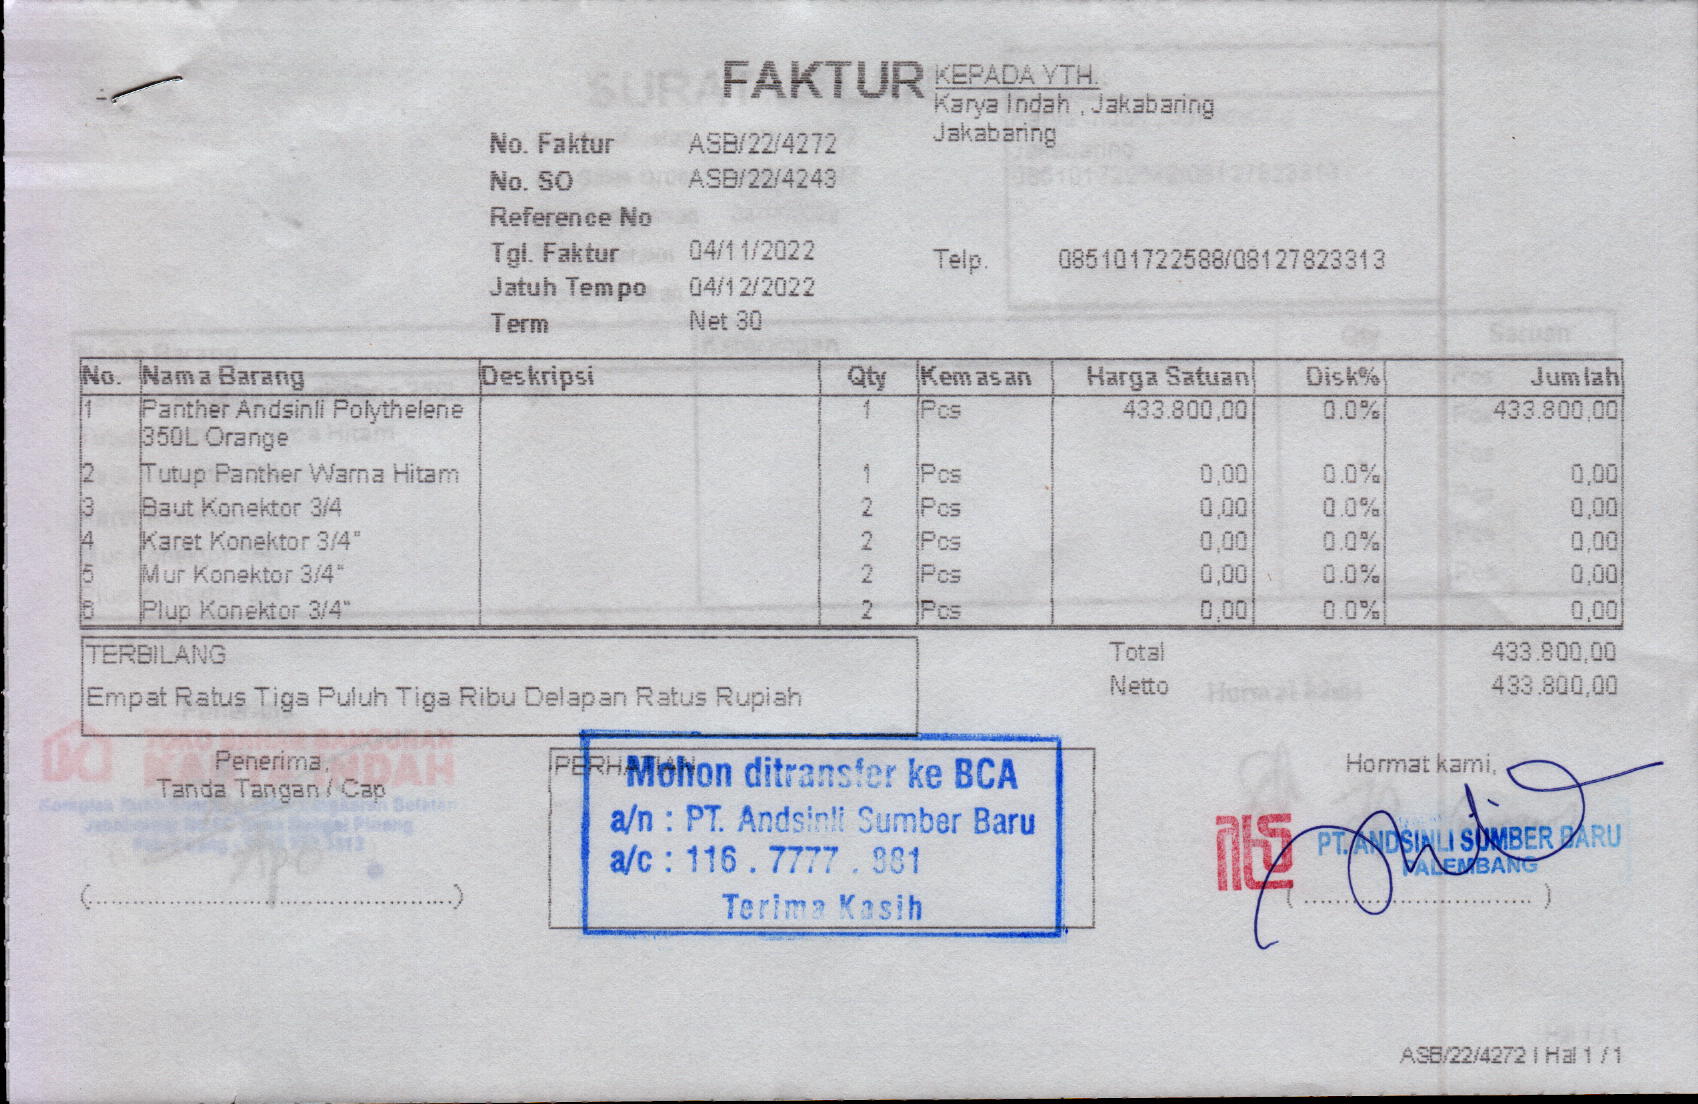 FAKTUR
KEPADA YTH.
Karya Indah , Jakabaring
Jakabaring
No. Faktur ASB/22/4272
No. SO ASB/22/4243
Reference No
Tgl. Faktur 04/11/2022
Jatuh Tempo 04/12/2022
Term Net 30
Telp. 085101722588/08127823313
No. Nama Barang Deskripsi Qty Kemasan Harga Satuan Disk% Jumlah
1 Panther Andsinli Polythelene 1 Pcs 433.800,00 0.0% 433.800,00
350L Orange
2 Tutup Panther Warna Hitam 1 Pcs 0,00 0.0% 0,00
3 Baut Konektor 3/4 2 Pcs 0,00 0.0% 0,00
4 Karet Konektor 3/4" 2 Pcs 0,00 0.0% 0,00
5 Mur Konektor 3/4" 2 Pcs 0,00 0.0% 0,00
6 Plup Konektor 3/4" 2 Pcs 0,00 0.0% 0,00
TERBILANG
Empat Ratus Tiga Puluh Tiga Ribu Delapan Ratus Rupiah
Total 433.800,00
Netto 433.800,00
Penerima,
Tanda Tangan / Cap
TOKO BAHAN BANGUNAN
KARYA INDAH
(............................................)
PERHATIAN
Mohon ditransfer ke BCA
a/n : PT. Andsinli Sumber Baru
a/c : 116 . 7777 . 881
Terima Kasih
Hormat kami,
PT. ANDSINLI SUMBER BARU
PALEMBANG
( ............................ )
ASB/22/4272 | Hal 1 / 1